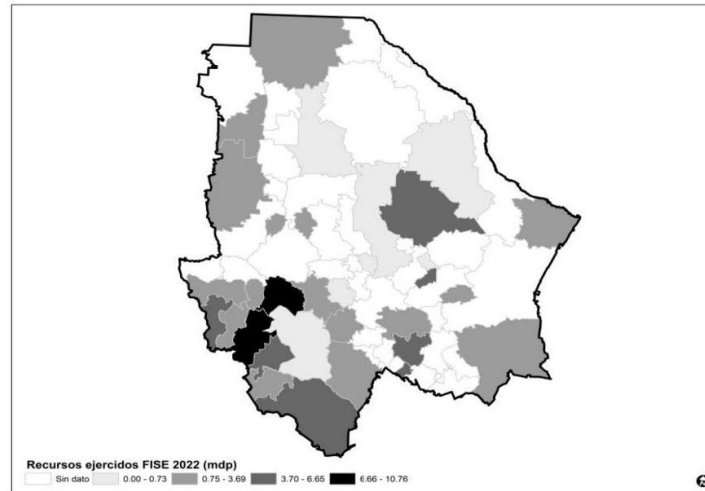 Recursos ejercidos FISE 2022 (mdp)
Sin dato 0.00 - 0.73 0.75 - 3.69 3.70 - 6.65 6.66 - 10.76